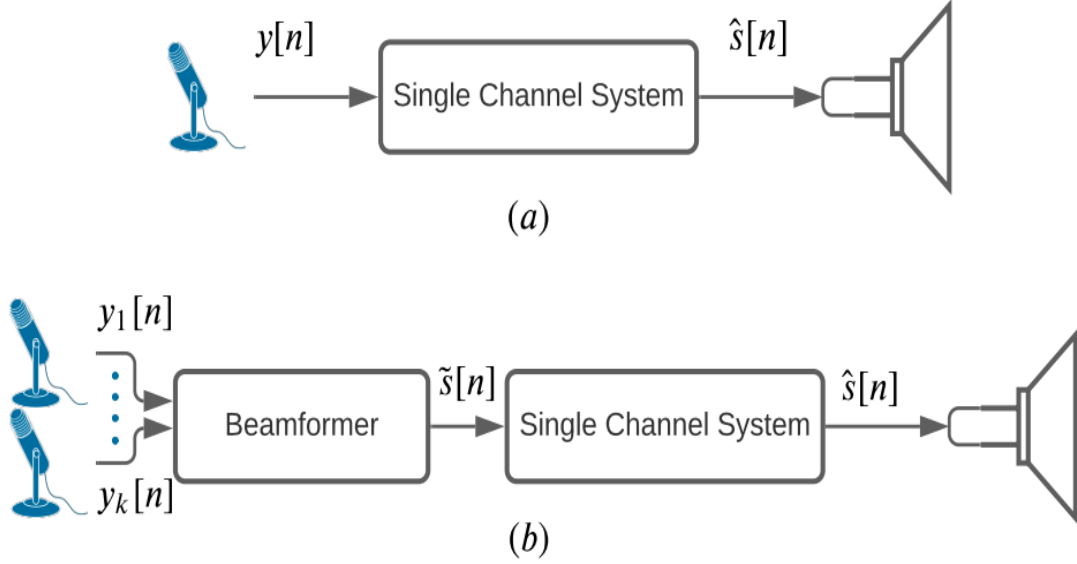 y[n]
Single Channel System
ŝ[n]
(a)
y₁[n]
yₖ[n]
Beamformer
s̃[n]
Single Channel System
ŝ[n]
(b)